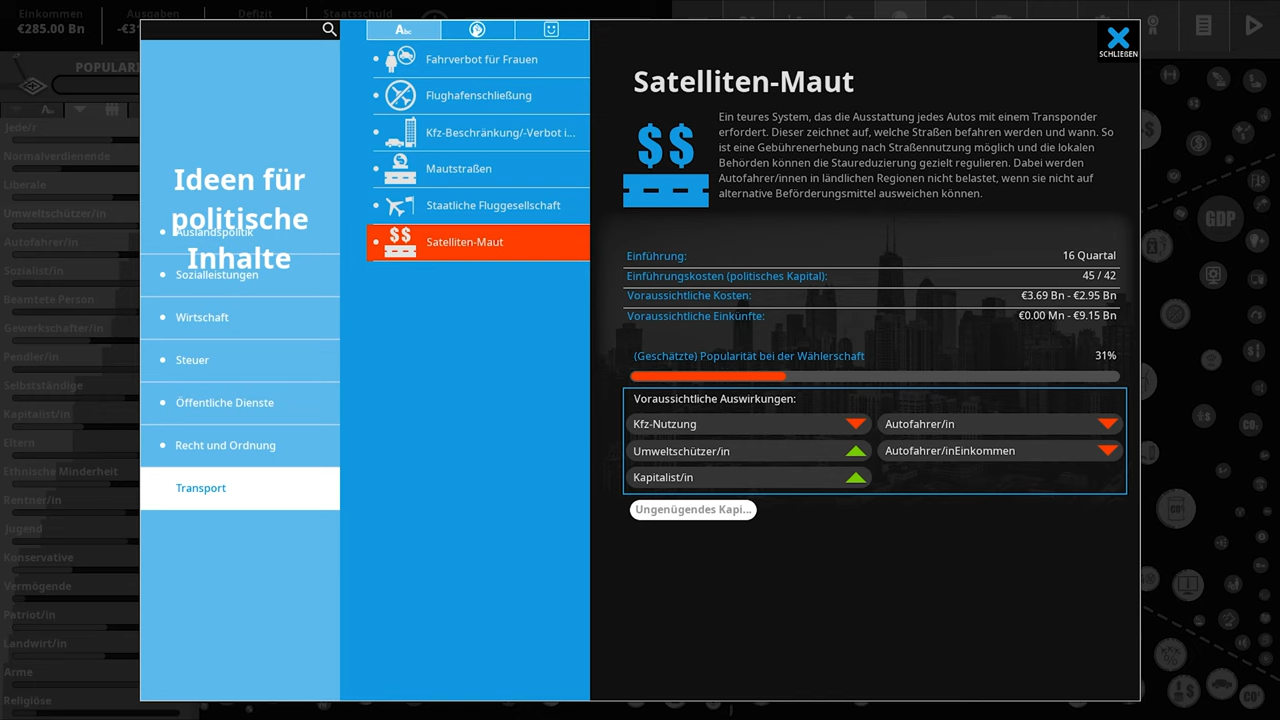 Einkommen
€285.00 Bn
Ausgaben
Defizit
Staatsschuld
POPULARI
Jede/r
Normalverdienende
Liberale
Umweltschützer/in
Autofahrer/in
Sozialist/in
Beamtete Person
Gewerkschafter/in
Pendler/in
Selbstständige
Kapitalist/in
Eltern
Ethnische Minderheit
Rentner/in
Jugend
Konservative
Vermögende
Patriot/in
Landwirt/in
Arme
Religiöse
Ideen für
politische
Inhalte
Auslandspolitik
Sozialleistungen
Wirtschaft
Steuer
Öffentliche Dienste
Recht und Ordnung
Transport
Abc
Fahrverbot für Frauen
Flughafenschließung
Kfz-Beschränkung/-Verbot i...
Mautstraßen
Staatliche Fluggesellschaft
Satelliten-Maut
SCHLIEẞEN
Satelliten-Maut
Ein teures System, das die Ausstattung jedes Autos mit einem Transponder
erfordert. Dieser zeichnet auf, welche Straßen befahren werden und wann. So
ist eine Gebührenerhebung nach Straßennutzung möglich und die lokalen
Behörden können die Staureduzierung gezielt regulieren. Dabei werden
Autofahrer/innen in ländlichen Regionen nicht belastet, wenn sie nicht auf
alternative Beförderungsmittel ausweichen können.
Einführung: 16 Quartal
Einführungskosten (politisches Kapital): 45 / 42
Voraussichtliche Kosten: €3.69 Bn - €2.95 Bn
Voraussichtliche Einkünfte: €0.00 Mn - €9.15 Bn
(Geschätzte) Popularität bei der Wählerschaft 31%
Voraussichtliche Auswirkungen:
Kfz-Nutzung
Autofahrer/in
Umweltschützer/in
Autofahrer/inEinkommen
Kapitalist/in
Ungenügendes Kapi...
GDP